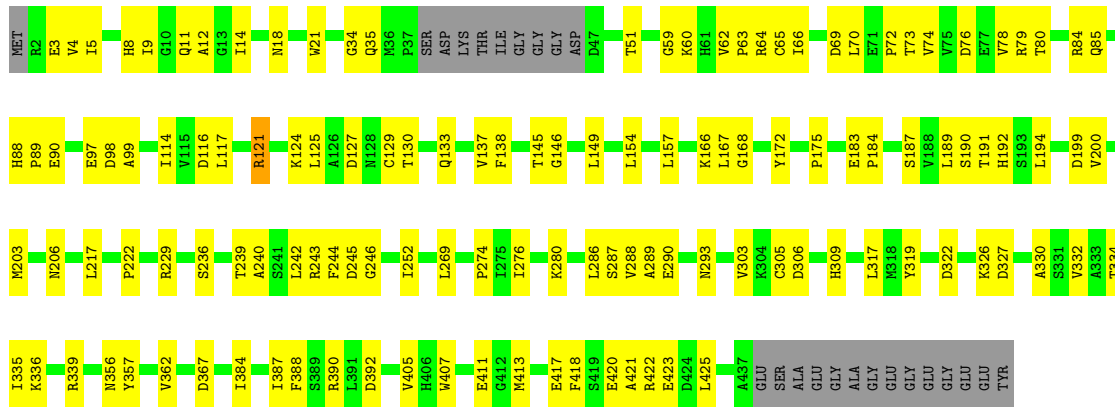 MET R2 E3 V4 I5 H8 I9 G10 Q11 A12 G13 I14 N18 W21 G34 Q35 M36 P37 SER ASP LYS THR ILE GLY GLY GLY ASP D47 T51 G59 K60 H61 V62 P63 R64 C65 I66 D69 L70 E71 P72 T73 V74 V75 D76 E77 V78 R79 T80 R84 Q85
H88 P89 E90 E97 D98 A99 I114 V115 D116 L117 R121 K124 L125 A126 D127 N128 C129 T130 Q133 V137 F138 T145 G146 L149 L154 L157 K166 L167 G168 Y172 P175 E183 P184 S187 V188 L189 S190 T191 H192 S193 L194 D199 V200
M203 N206 L217 P222 R229 S236 T239 A240 S241 L242 R243 F244 D245 G246 I252 L269 P274 I275 I276 K280 L286 S287 V288 A289 E290 N293 V303 K304 C305 D306 H309 L317 M318 Y319 D322 K326 D327 A330 S331 V332 A333 T334
I335 K336 R339 N356 Y357 V362 D367 I384 I387 F388 S389 R390 L391 D392 V405 H406 W407 E411 G412 M413 E417 F418 S419 E420 A421 R422 E423 D424 L425 A437 GLU SER ALA GLU GLY ALA GLY GLU GLY GLU GLY GLU GLU TYR